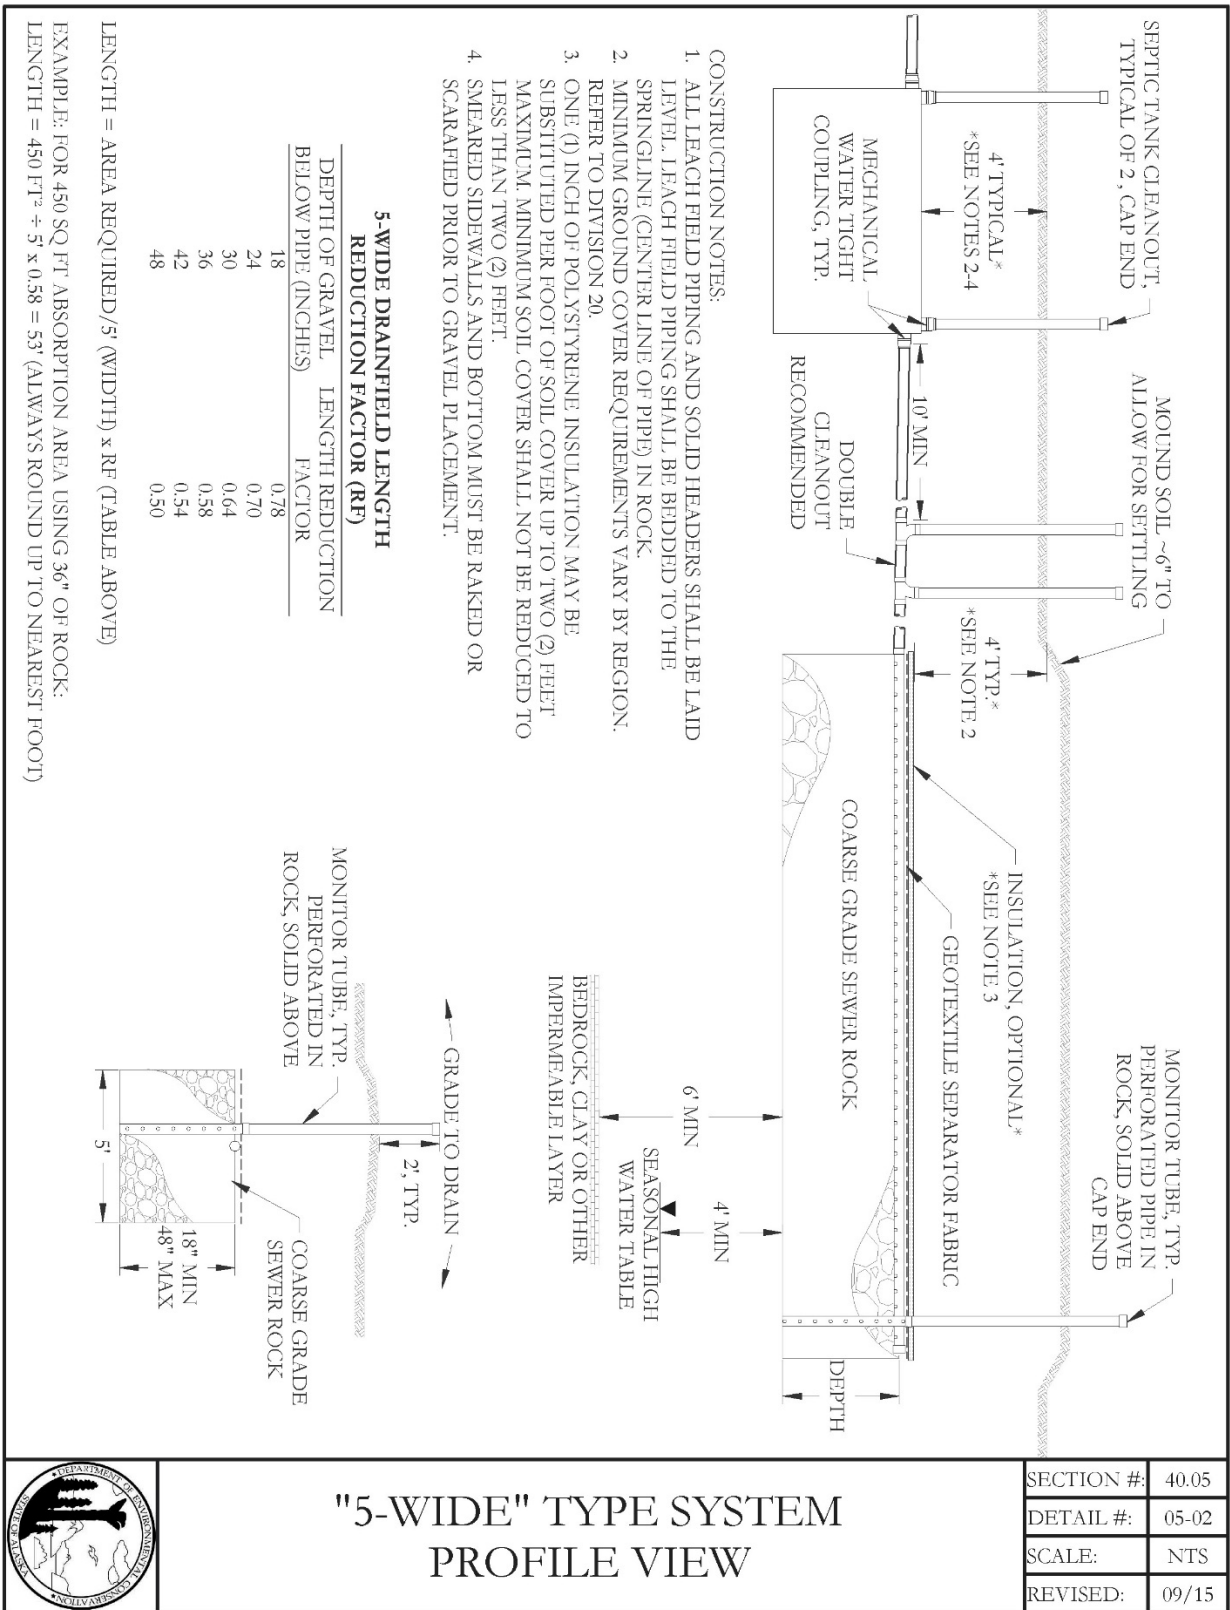 SEPTIC TANK CLEANOUT,
TYPICAL OF 2 , CAP END
MOUND SOIL ~6" TO
ALLOW FOR SETTLING
MONITOR TUBE, TYP.
PERFORATED PIPE IN
ROCK, SOLID ABOVE
CAP END
4' TYPICAL*
*SEE NOTES 2-4
4' TYP.*
*SEE NOTE 2
INSULATION, OPTIONAL*
*SEE NOTE 3
GEOTEXTILE SEPARATOR FABRIC
MECHANICAL
WATER TIGHT
COUPLING, TYP.
10' MIN
DOUBLE
CLEANOUT
RECOMMENDED
COARSE GRADE SEWER ROCK
DEPTH
6' MIN
4' MIN
SEASONAL HIGH
WATER TABLE
BEDROCK, CLAY OR OTHER
IMPERMEABLE LAYER
CONSTRUCTION NOTES:
1. ALL LEACH FIELD PIPING AND SOLID HEADERS SHALL BE LAID
LEVEL. LEACH FIELD PIPING SHALL BE BEDDED TO THE
SPRINGLINE (CENTER LINE OF PIPE) IN ROCK.
2. MINIMUM GROUND COVER REQUIREMENTS VARY BY REGION.
REFER TO DIVISION 20.
3. ONE (1) INCH OF POLYSTYRENE INSULATION MAY BE
SUBSTITUTED PER FOOT OF SOIL COVER UP TO TWO (2) FEET
MAXIMUM. MINIMUM SOIL COVER SHALL NOT BE REDUCED TO
LESS THAN TWO (2) FEET.
4. SMEARED SIDEWALLS AND BOTTOM MUST BE RAKED OR
SCARAFIED PRIOR TO GRAVEL PLACEMENT.
5-WIDE DRAINFIELD LENGTH
REDUCTION FACTOR (RF)
DEPTH OF GRAVEL LENGTH REDUCTION
BELOW PIPE (INCHES) FACTOR
18 0.78
24 0.70
30 0.64
36 0.58
42 0.54
48 0.50
LENGTH = AREA REQUIRED/5' (WIDTH) x RF (TABLE ABOVE)
EXAMPLE: FOR 450 SQ FT ABSORPTION AREA USING 36" OF ROCK:
LENGTH = 450 FT² ÷ 5' x 0.58 = 53' (ALWAYS ROUND UP TO NEAREST FOOT)
GRADE TO DRAIN
2', TYP.
MONITOR TUBE, TYP.
PERFORATED IN
ROCK, SOLID ABOVE
COARSE GRADE
SEWER ROCK
18" MIN
48" MAX
5'
DEPARTMENT OF ENVIRONMENTAL CONSERVATION
STATE OF ALASKA
"5-WIDE" TYPE SYSTEM
PROFILE VIEW
SECTION #: 40.05
DETAIL #: 05-02
SCALE: NTS
REVISED: 09/15